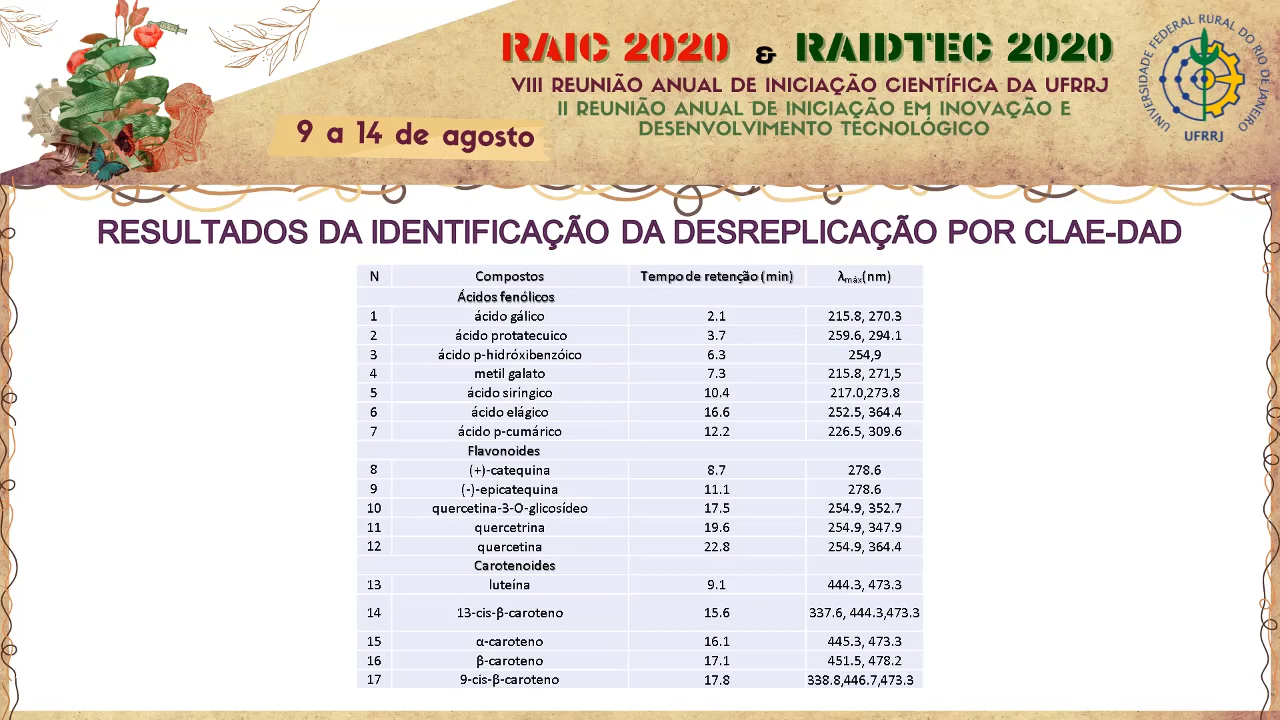 RAIC 2020 & RAIDTEC 2020
VIII REUNIÃO ANUAL DE INICIAÇÃO CIENTÍFICA DA UFRRJ
II REUNIÃO ANUAL DE INICIAÇÃO EM INOVAÇÃO E
DESENVOLVIMENTO TECNOLÓGICO
9 a 14 de agosto
UNIVERSIDADE FEDERAL RURAL DO RIO DE JANEIRO
UFRRJ
RESULTADOS DA IDENTIFICAÇÃO DA DESREPLICAÇÃO POR CLAE-DAD
N Compostos Tempo de retenção (min) λmáx(nm)
Ácidos fenólicos
1 ácido gálico 2.1 215.8, 270.3
2 ácido protatecuico 3.7 259.6, 294.1
3 ácido p-hidróxibenzóico 6.3 254,9
4 metil galato 7.3 215.8, 271,5
5 ácido siríngico 10.4 217.0,273.8
6 ácido elágico 16.6 252.5, 364.4
7 ácido p-cumárico 12.2 226.5, 309.6
Flavonoides
8 (+)-catequina 8.7 278.6
9 (-)-epicatequina 11.1 278.6
10 quercetina-3-O-glicosídeo 17.5 254.9, 352.7
11 quercetrina 19.6 254.9, 347.9
12 quercetina 22.8 254.9, 364.4
Carotenoides
13 luteína 9.1 444.3, 473.3
14 13-cis-β-caroteno 15.6 337.6, 444.3,473.3
15 α-caroteno 16.1 445.3, 473.3
16 β-caroteno 17.1 451.5, 478.2
17 9-cis-β-caroteno 17.8 338.8,446.7,473.3